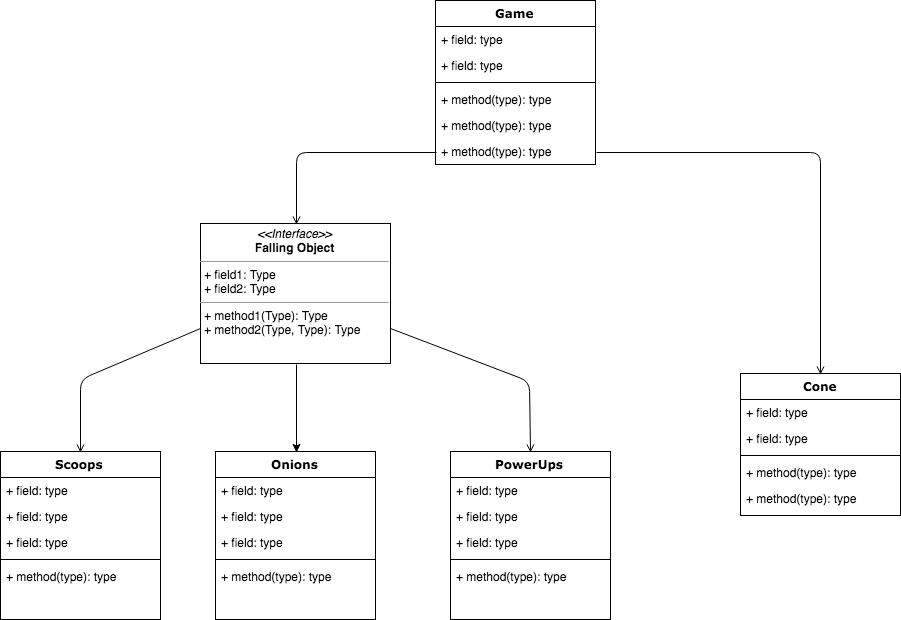 Game
+ field: type
+ field: type
+ method(type): type
+ method(type): type
+ method(type): type
<<Interface>>
Falling Object
+ field1: Type
+ field2: Type
+ method1(Type): Type
+ method2(Type, Type): Type
Cone
+ field: type
+ field: type
+ method(type): type
+ method(type): type
Scoops
+ field: type
+ field: type
+ field: type
+ method(type): type
Onions
+ field: type
+ field: type
+ field: type
+ method(type): type
PowerUps
+ field: type
+ field: type
+ field: type
+ method(type): type